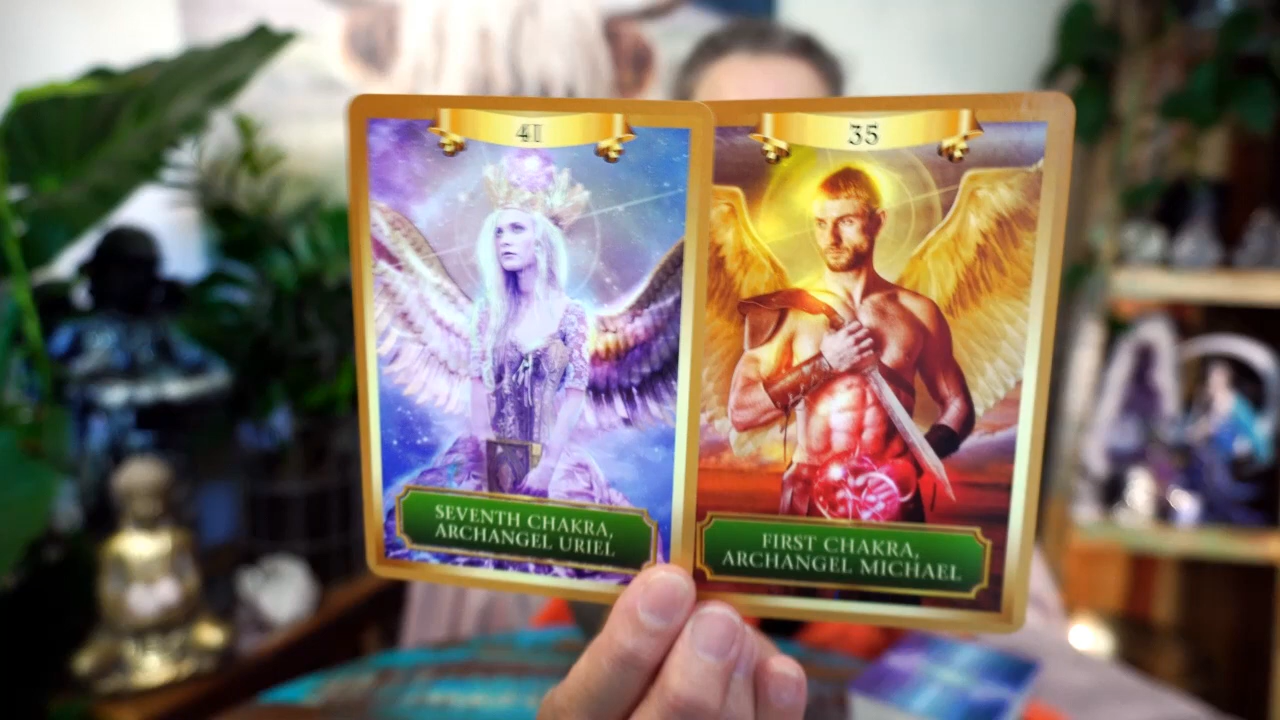 41
SEVENTH CHAKRA,
ARCHANGEL URIEL
35
FIRST CHAKRA,
ARCHANGEL MICHAEL